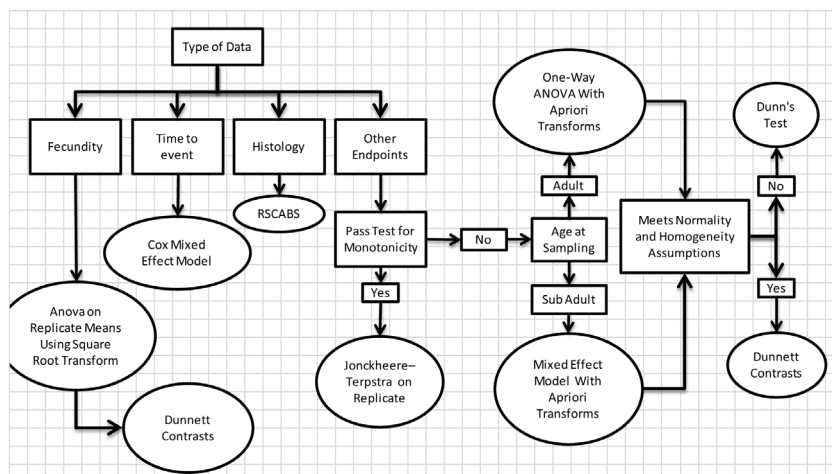 Type of Data
Fecundity
Time to
event
Histology
Other
Endpoints
RSCABS
Cox Mixed
Effect Model
Anova on
Replicate Means
Using Square
Root Transform
Dunnett
Contrasts
Pass Test for
Monotonicity
Yes
Jonckheere–
Terpstra on
Replicate
No
Age at
Sampling
Adult
One-Way
ANOVA With
Apriori
Transforms
Sub Adult
Mixed Effect
Model With
Apriori
Transforms
Meets Normality
and Homogeneity
Assumptions
No
Dunn's
Test
Yes
Dunnett
Contrasts